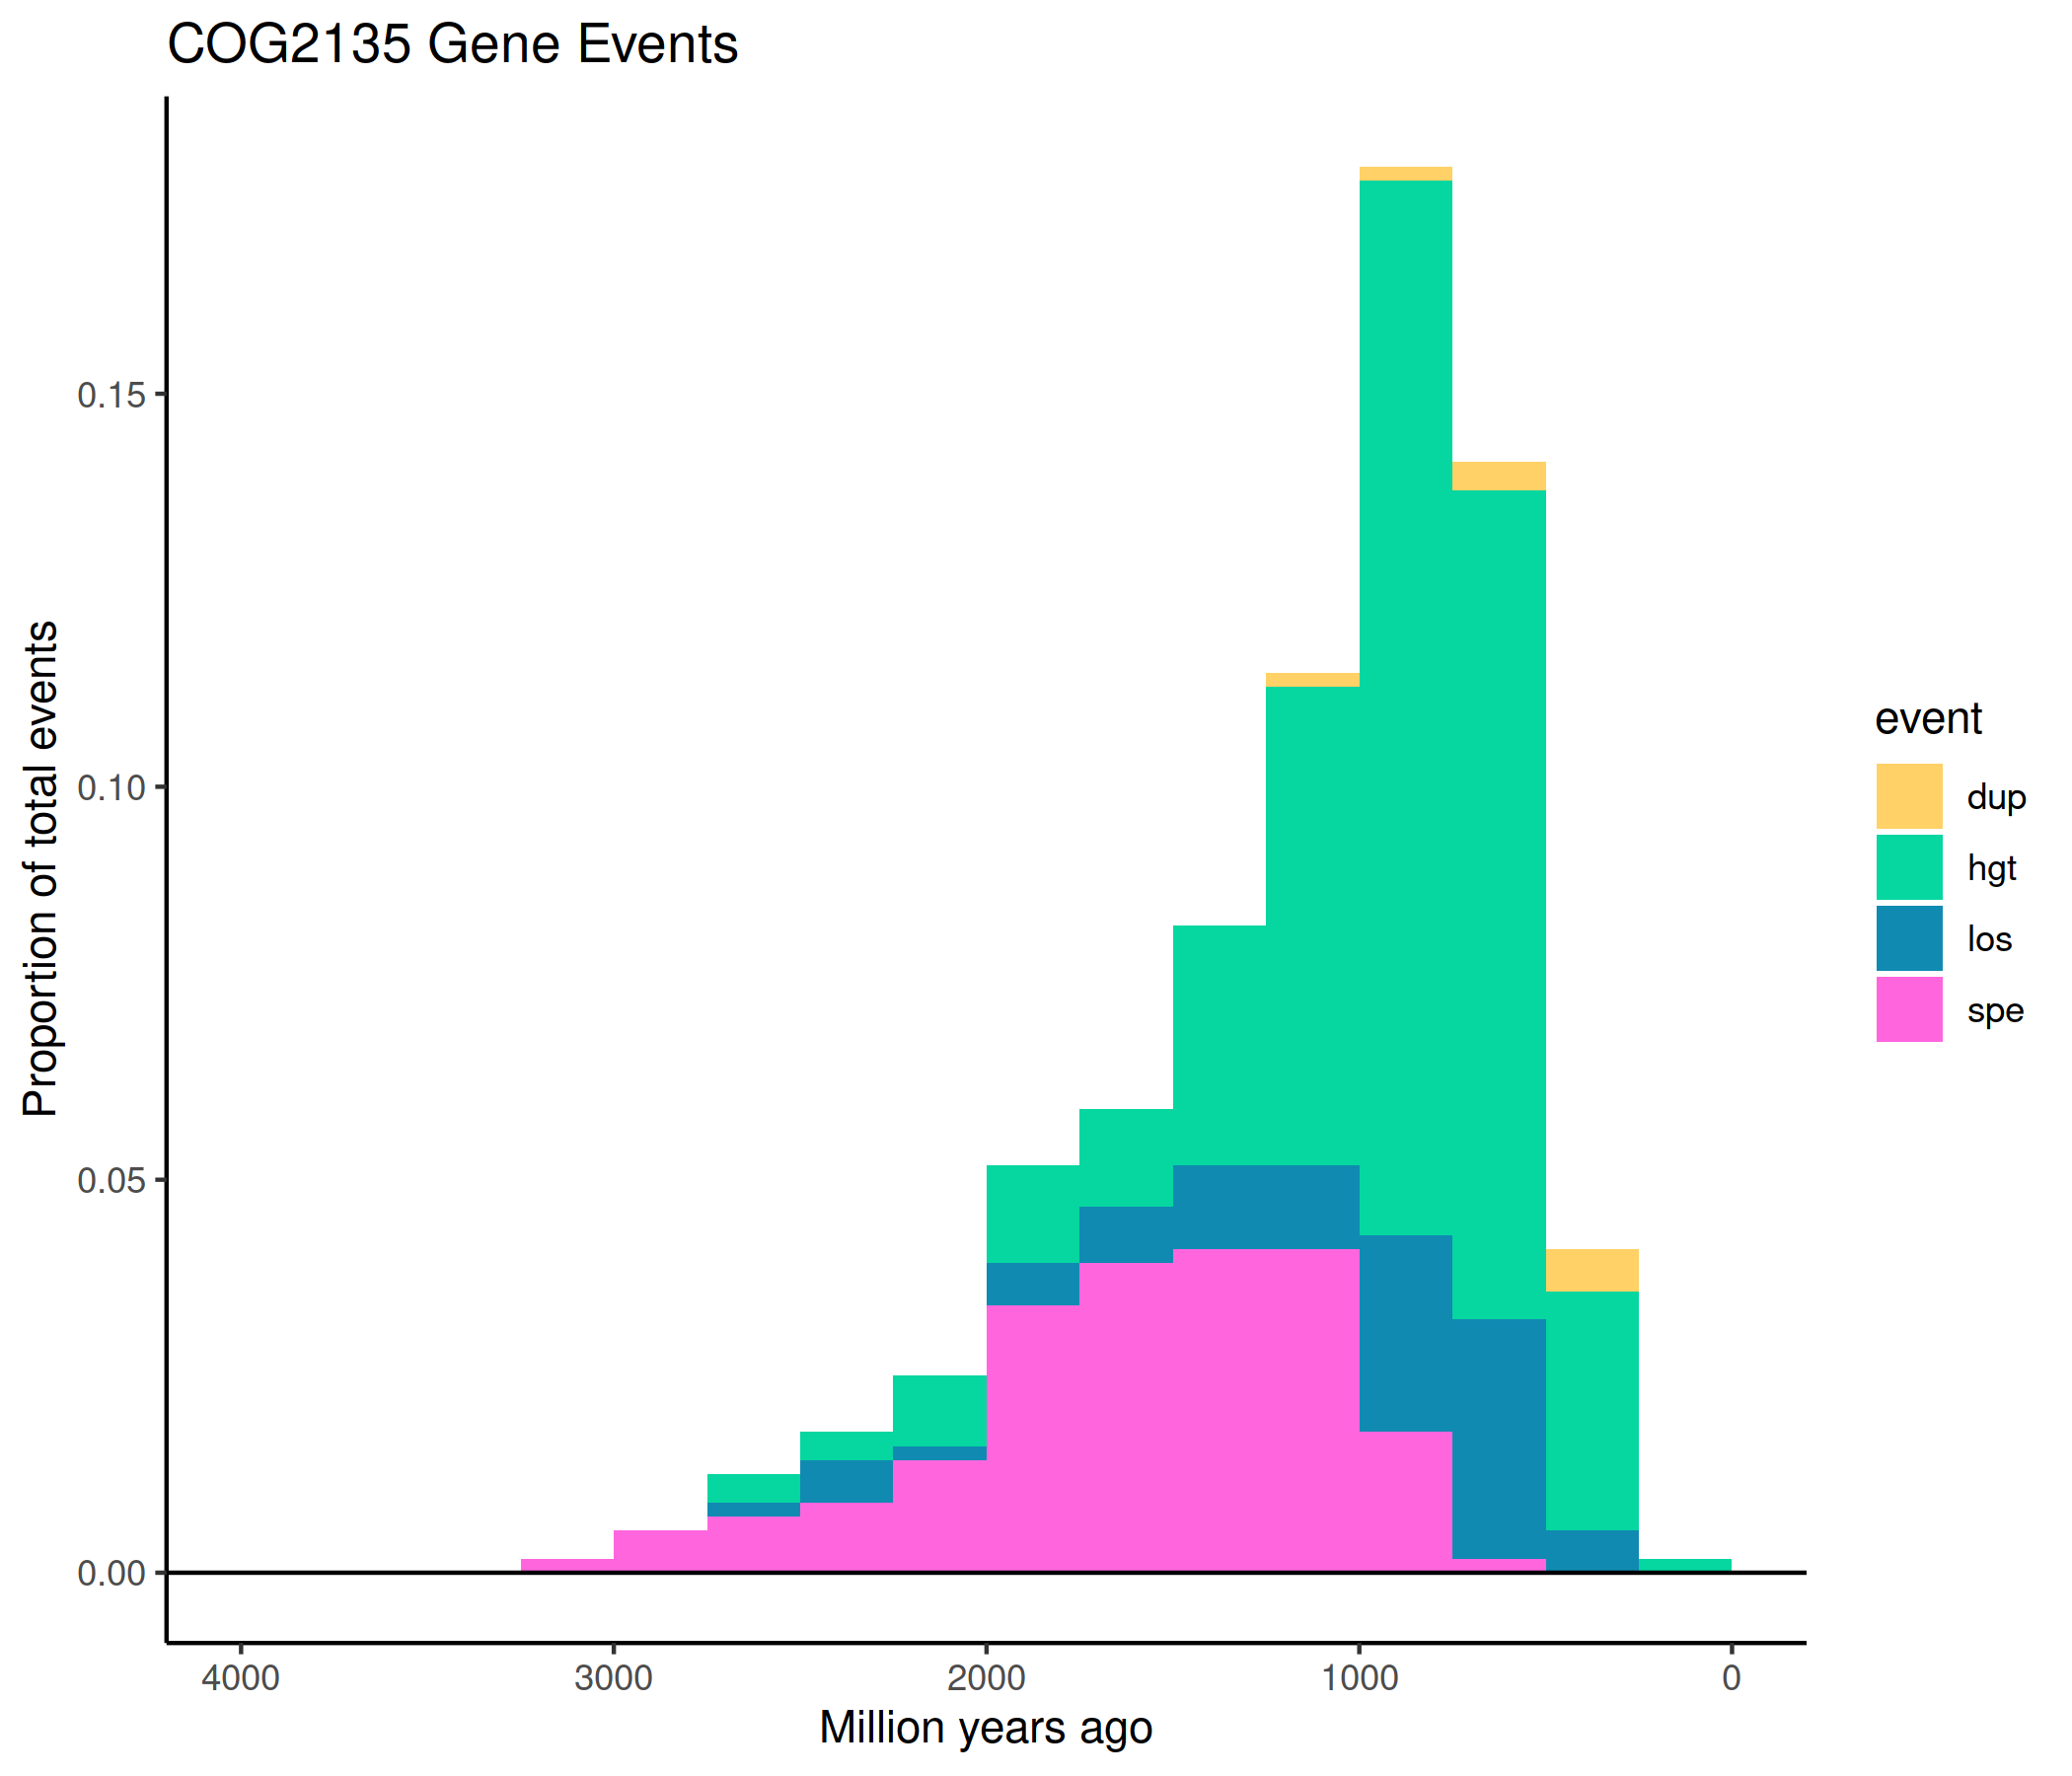 COG2135 Gene Events
Proportion of total events
0.15
0.10
0.05
0.00
4000 3000 2000 1000 0
Million years ago
event
dup
hgt
los
spe